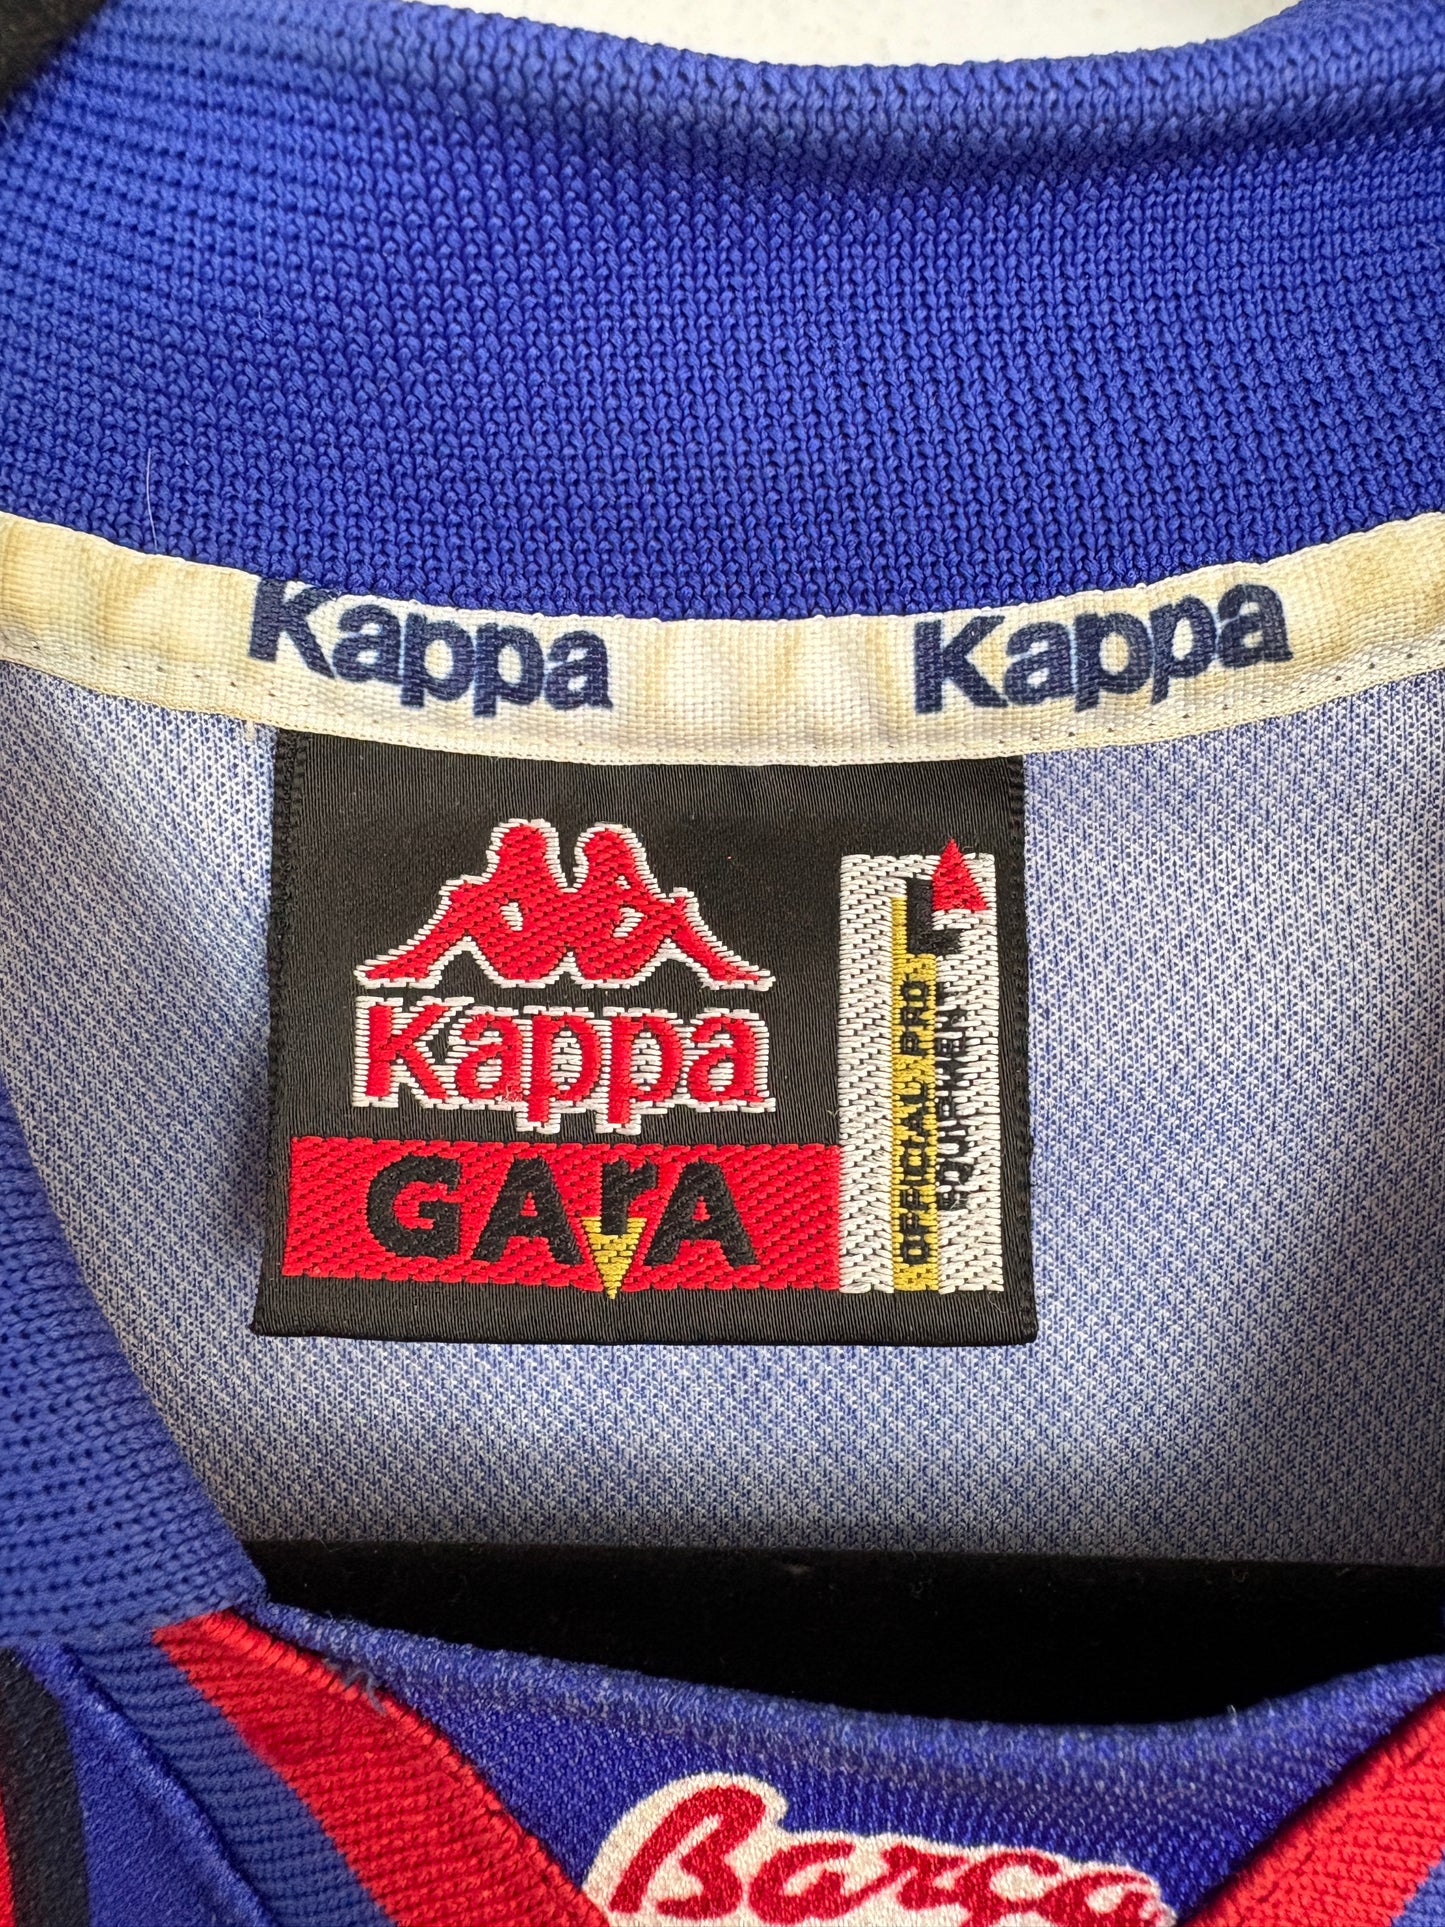 Kappa Kappa
Kappa
GArA
L
OFFICIAL PRO
EQUIPMENT
Barça